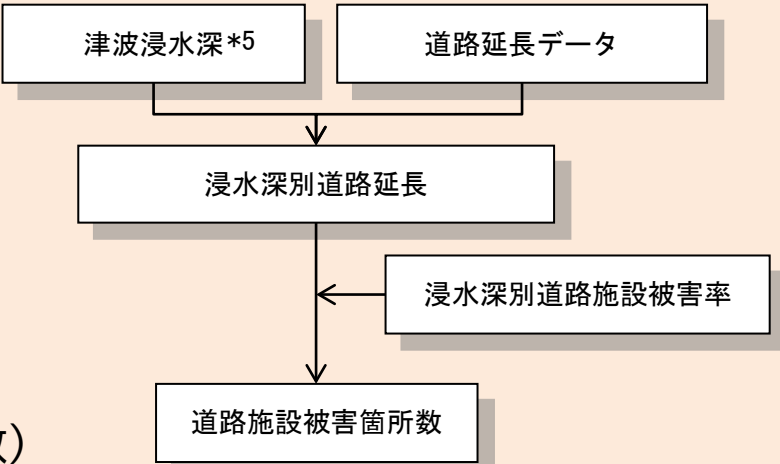 津波浸水深*5
道路延長データ
浸水深別道路延長
浸水深別道路施設被害率
道路施設被害箇所数
数)